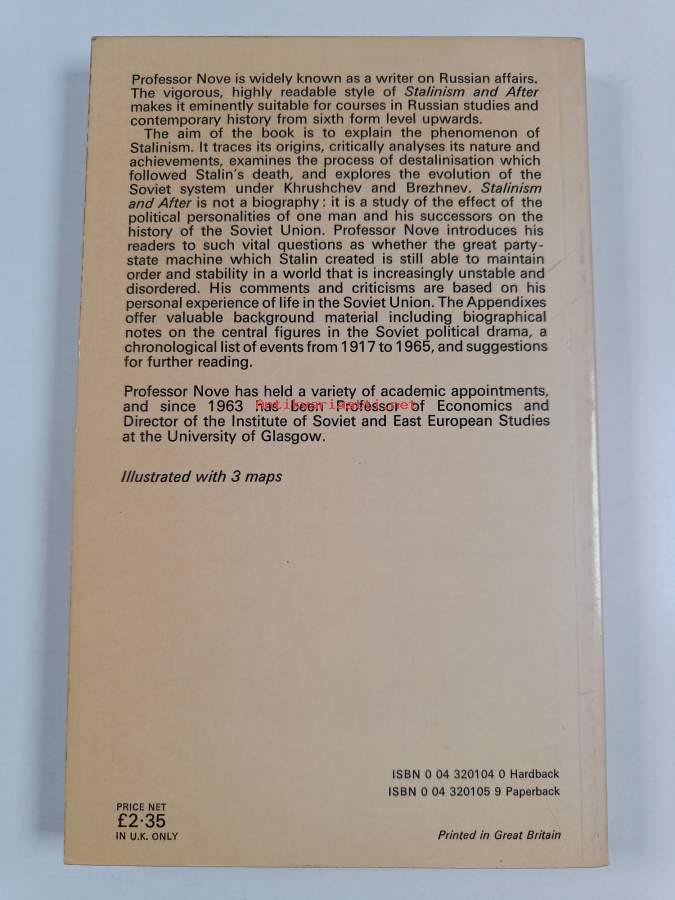 Professor Nove is widely known as a writer on Russian affairs.
The vigorous, highly readable style of Stalinism and After
makes it eminently suitable for courses in Russian studies and
contemporary history from sixth form level upwards.
The aim of the book is to explain the phenomenon of
Stalinism. It traces its origins, critically analyses its nature and
achievements, examines the process of destalinisation which
followed Stalin's death, and explores the evolution of the
Soviet system under Khrushchev and Brezhnev. Stalinism
and After is not a biography: it is a study of the effect of the
political personalities of one man and his successors on the
history of the Soviet Union. Professor Nove introduces his
readers to such vital questions as whether the great party-
state machine which Stalin created is still able to maintain
order and stability in a world that is increasingly unstable and
disordered. His comments and criticisms are based on his
personal experience of life in the Soviet Union. The Appendixes
offer valuable background material including biographical
notes on the central figures in the Soviet political drama, a
chronological list of events from 1917 to 1965, and suggestions
for further reading.
Professor Nove has held a variety of academic appointments,
and since 1963 has been Professor of Economics and
Antikvariaatti.net
Director of the Institute of Soviet and East European Studies
at the University of Glasgow.
Illustrated with 3 maps
ISBN 0 04 320104 0 Hardback
ISBN 0 04 320105 9 Paperback
PRICE NET
£2·35
IN U.K. ONLY
Printed in Great Britain